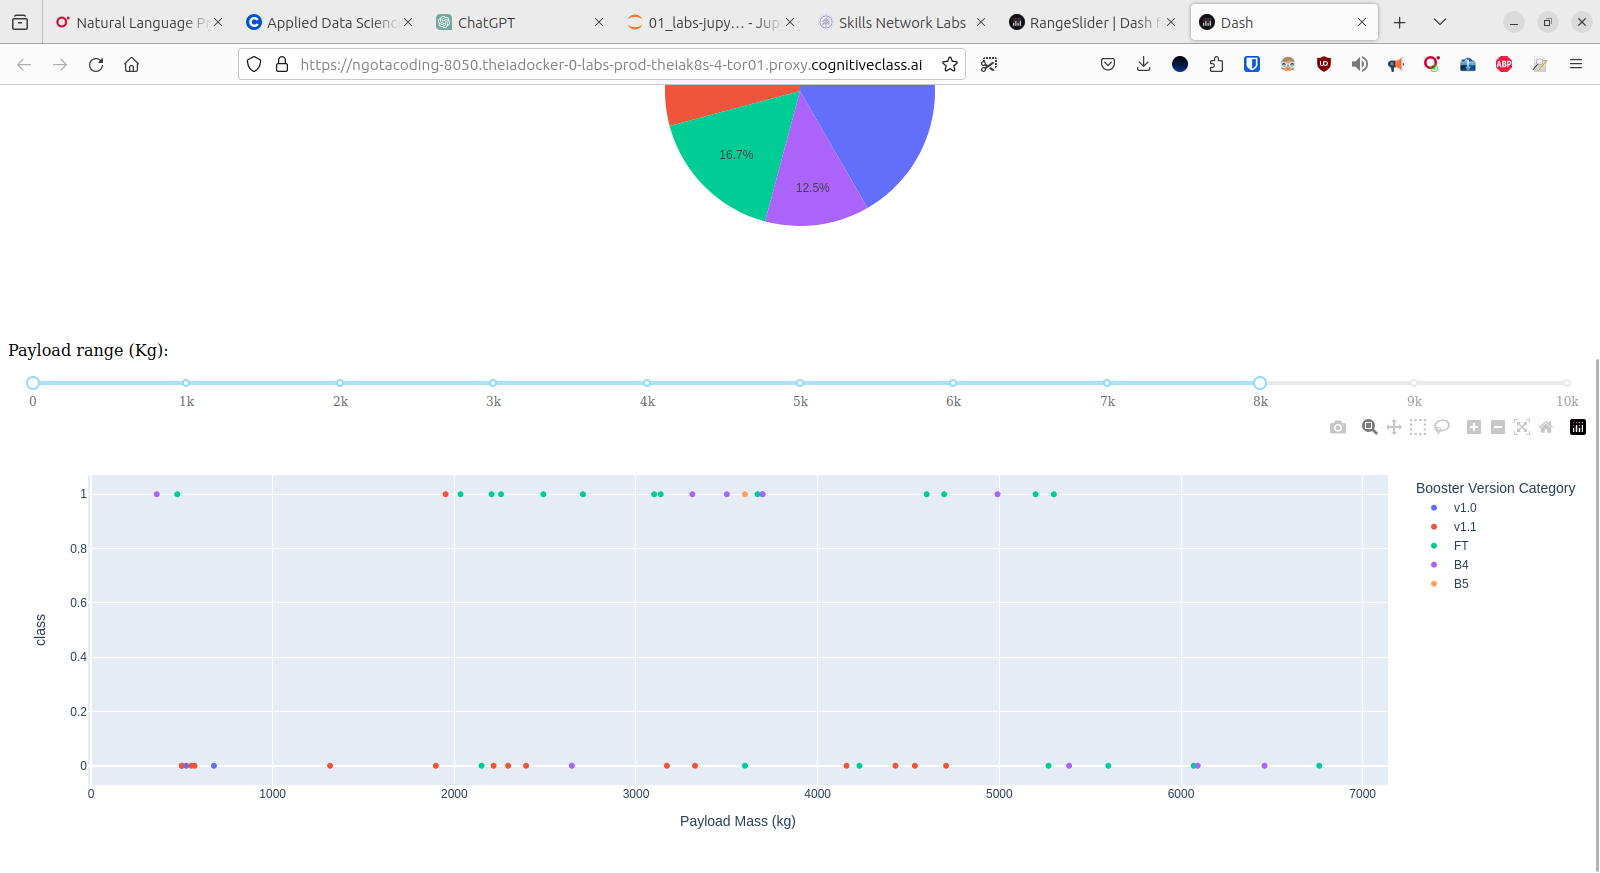 Natural Language P
Applied Data Scienc
ChatGPT
01_labs-jupy… - Jup
Skills Network Labs
RangeSlider | Dash f
Dash
https://ngotacoding-8050.theiadocker-0-labs-prod-theiak8s-4-tor01.proxy.cognitiveclass.ai
16.7%
12.5%
Payload range (Kg):
0 1k 2k 3k 4k 5k 6k 7k 8k 9k 10k
Booster Version Category
v1.0
v1.1
FT
B4
B5
class
1
0.8
0.6
0.4
0.2
0
0 1000 2000 3000 4000 5000 6000 7000
Payload Mass (kg)